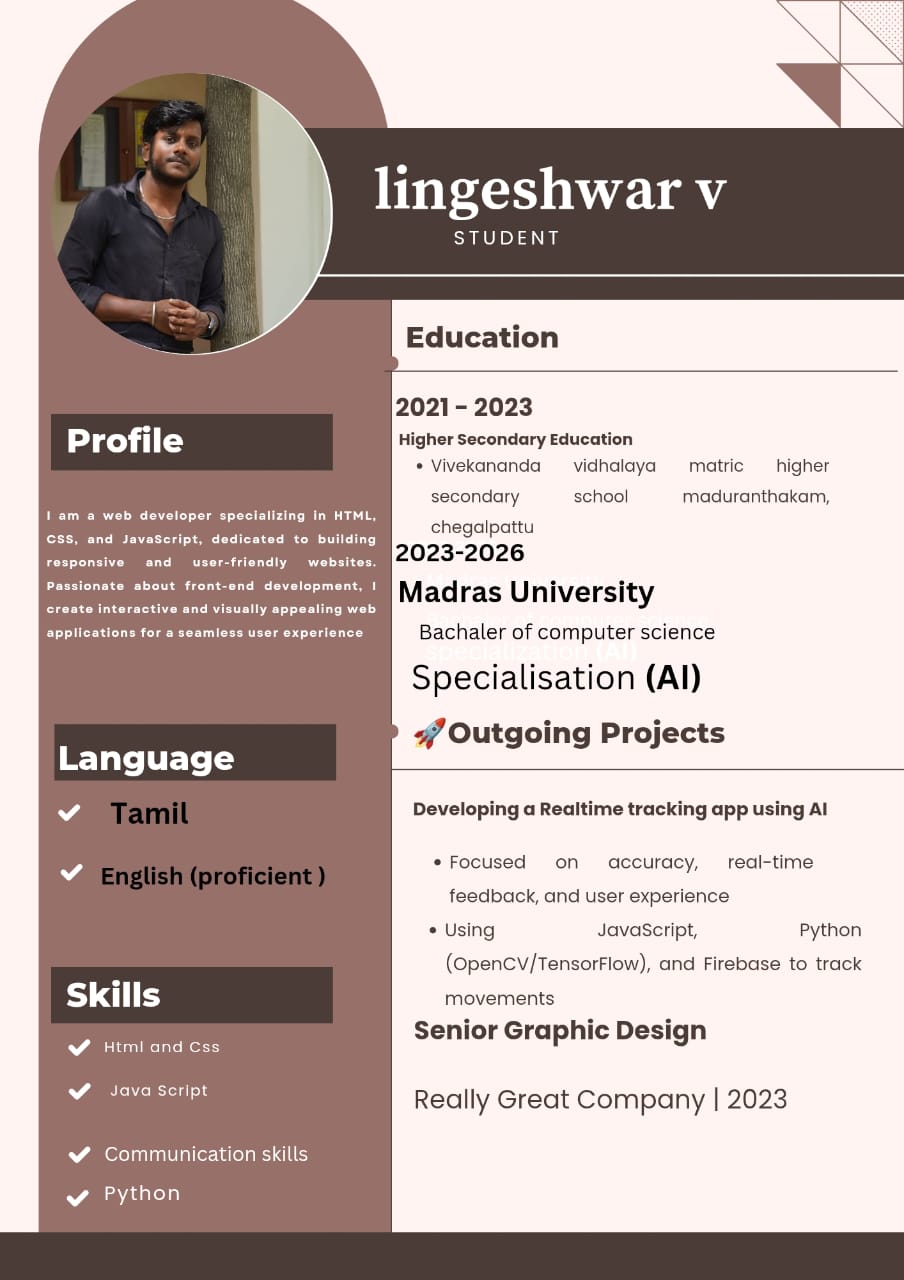 lingeshwar v
STUDENT
Profile
I am a web developer specializing in HTML,
CSS, and JavaScript, dedicated to building
responsive and user-friendly websites.
Passionate about front-end development, I
create interactive and visually appealing web
applications for a seamless user experience
Language
Tamil
English (proficient )
Skills
Html and Css
Java Script
Communication skills
Python
Education
2021 - 2023
Higher Secondary Education
• Vivekananda vidhalaya matric higher
secondary school maduranthakam,
chegalpattu
2023-2026
Madras University
Bachaler of computer science
specialization (AI)
Specialisation (AI)
🚀Outgoing Projects
Developing a Realtime tracking app using AI
• Focused on accuracy, real-time
feedback, and user experience
• Using JavaScript, Python
(OpenCV/TensorFlow), and Firebase to track
movements
Senior Graphic Design
Really Great Company | 2023